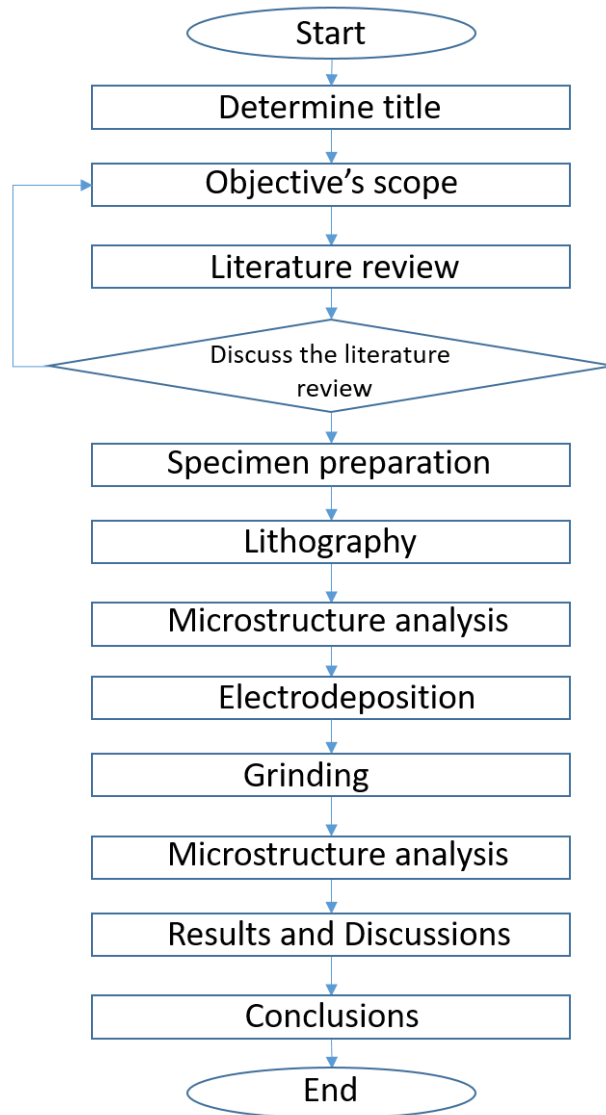 Start
Determine title
Objective’s scope
Literature review
Discuss the literature
review
Specimen preparation
Lithography
Microstructure analysis
Electrodeposition
Grinding
Microstructure analysis
Results and Discussions
Conclusions
End